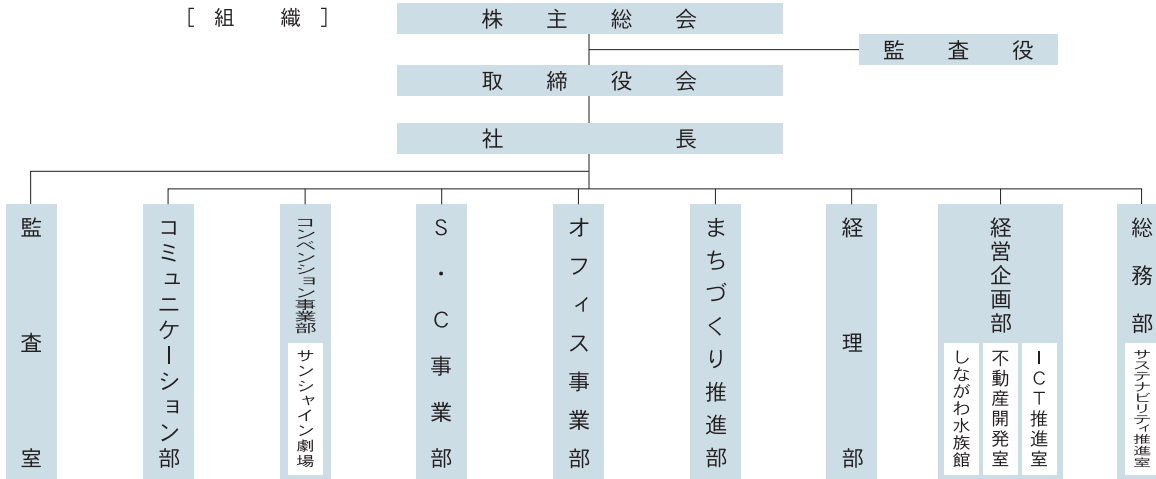 [組織]
株主総会
監査役
取締役会
社長
総務部
サステナビリティ推進室
経営企画部
ICT推進室
不動産開発室
しながわ水族館
経理部
まちづくり推進部
オフィス事業部
S・C事業部
コンベンション事業部
サンシャイン劇場
コミュニケーション部
監査室